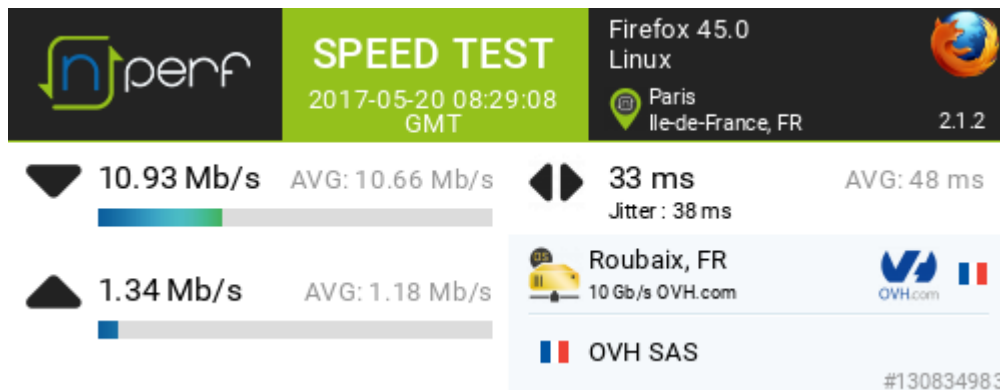 nperf
SPEED TEST
2017-05-20 08:29:08
GMT
Firefox 45.0
Linux
Paris
Ile-de-France, FR
2.1.2
10.93 Mb/s AVG: 10.66 Mb/s
1.34 Mb/s AVG: 1.18 Mb/s
33 ms AVG: 48 ms
Jitter : 38 ms
Roubaix, FR
10 Gb/s OVH.com
OVH.com
OVH SAS
#130834983